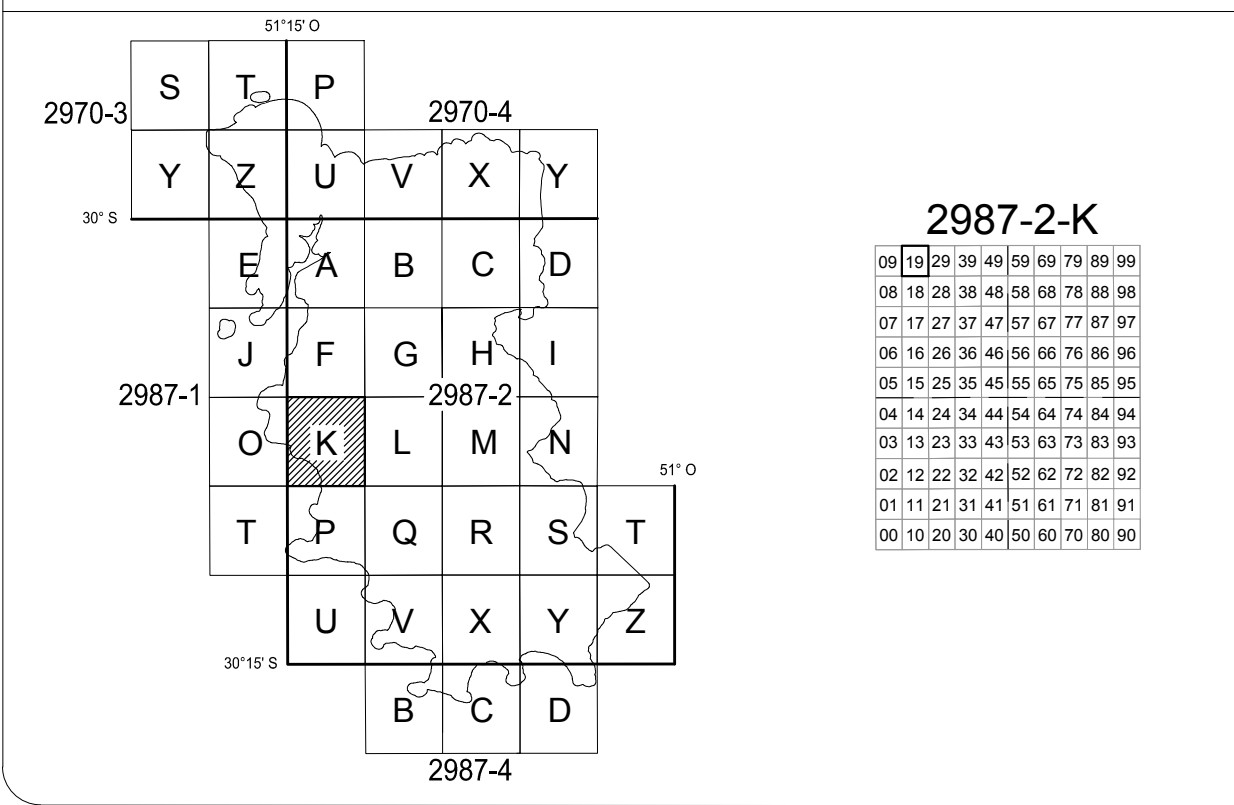 51°15' O
S T P
2970-3 2970-4
Y Z U V X Y
30° S
E A B C D
J F G H I
2987-1 2987-2
O K L M N
51° O
T P Q R S T
U V X Y Z
30°15' S
B C D
2987-4
2987-2-K
09 19 29 39 49 59 69 79 89 99
08 18 28 38 48 58 68 78 88 98
07 17 27 37 47 57 67 77 87 97
06 16 26 36 46 56 66 76 86 96
05 15 25 35 45 55 65 75 85 95
04 14 24 34 44 54 64 74 84 94
03 13 23 33 43 53 63 73 83 93
02 12 22 32 42 52 62 72 82 92
01 11 21 31 41 51 61 71 81 91
00 10 20 30 40 50 60 70 80 90